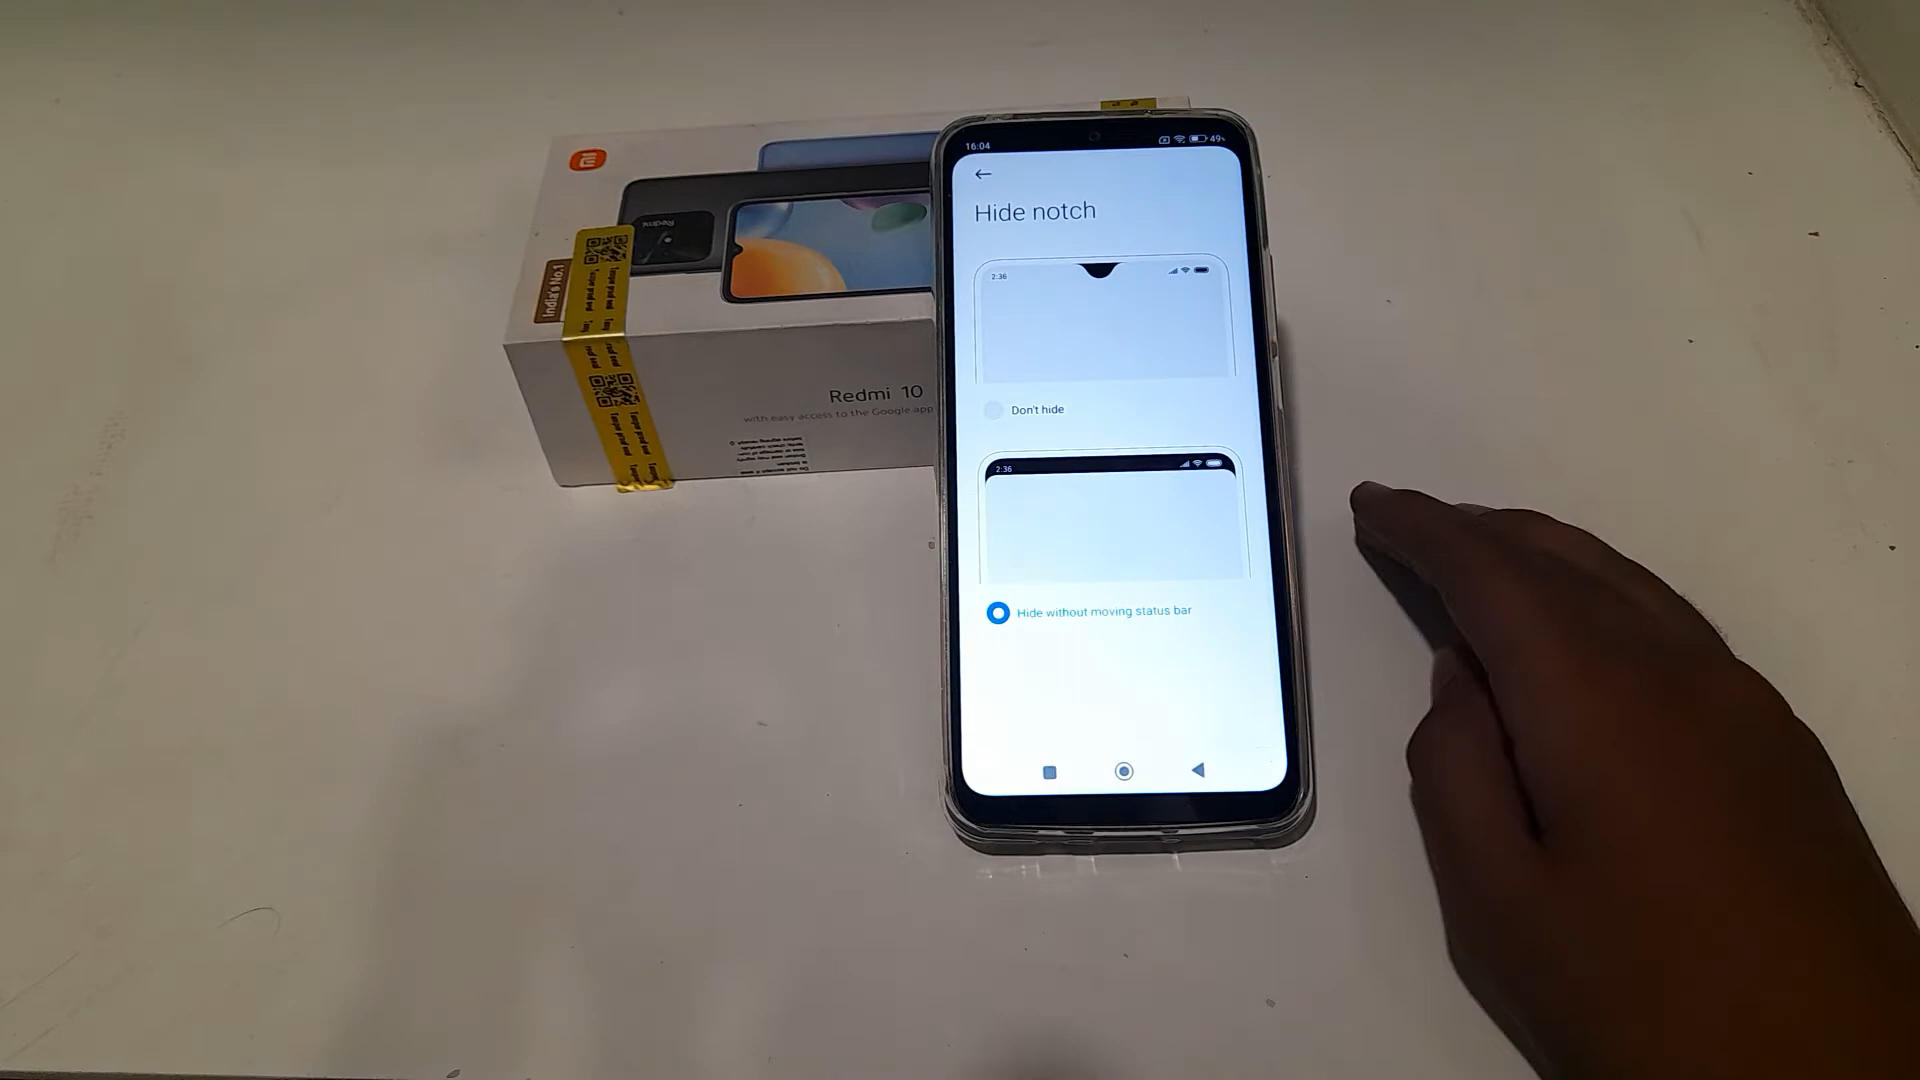 16:04
49%
Hide notch
2:36
Don't hide
2:36
Hide without moving status bar
Redmi
India's No.1
Redmi 10
with easy access to the Google app